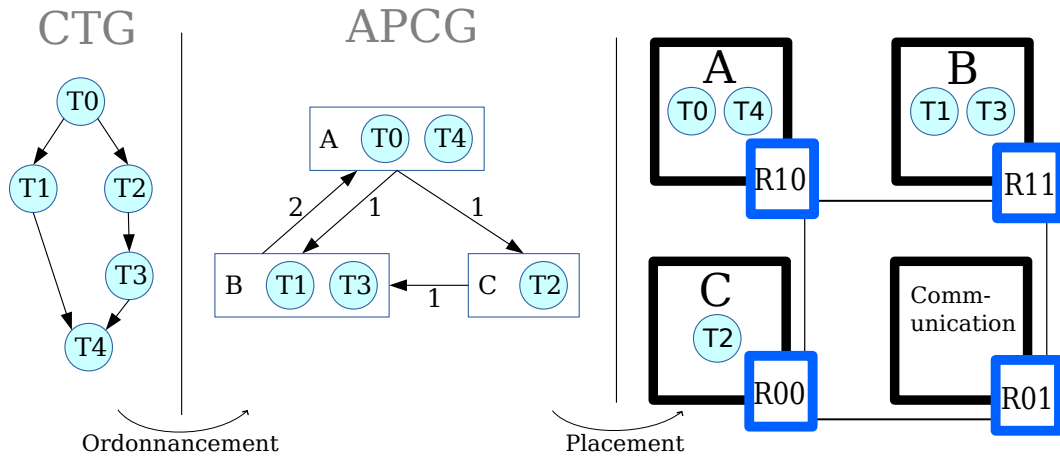 CTG
T0
T1
T2
T3
T4
Ordonnancement
APCG
A
T0
T4
2
1
1
B
T1
T3
1
C
T2
Placement
A
T0
T4
R10
B
T1
T3
R11
C
T2
R00
Comm-
unication
R01